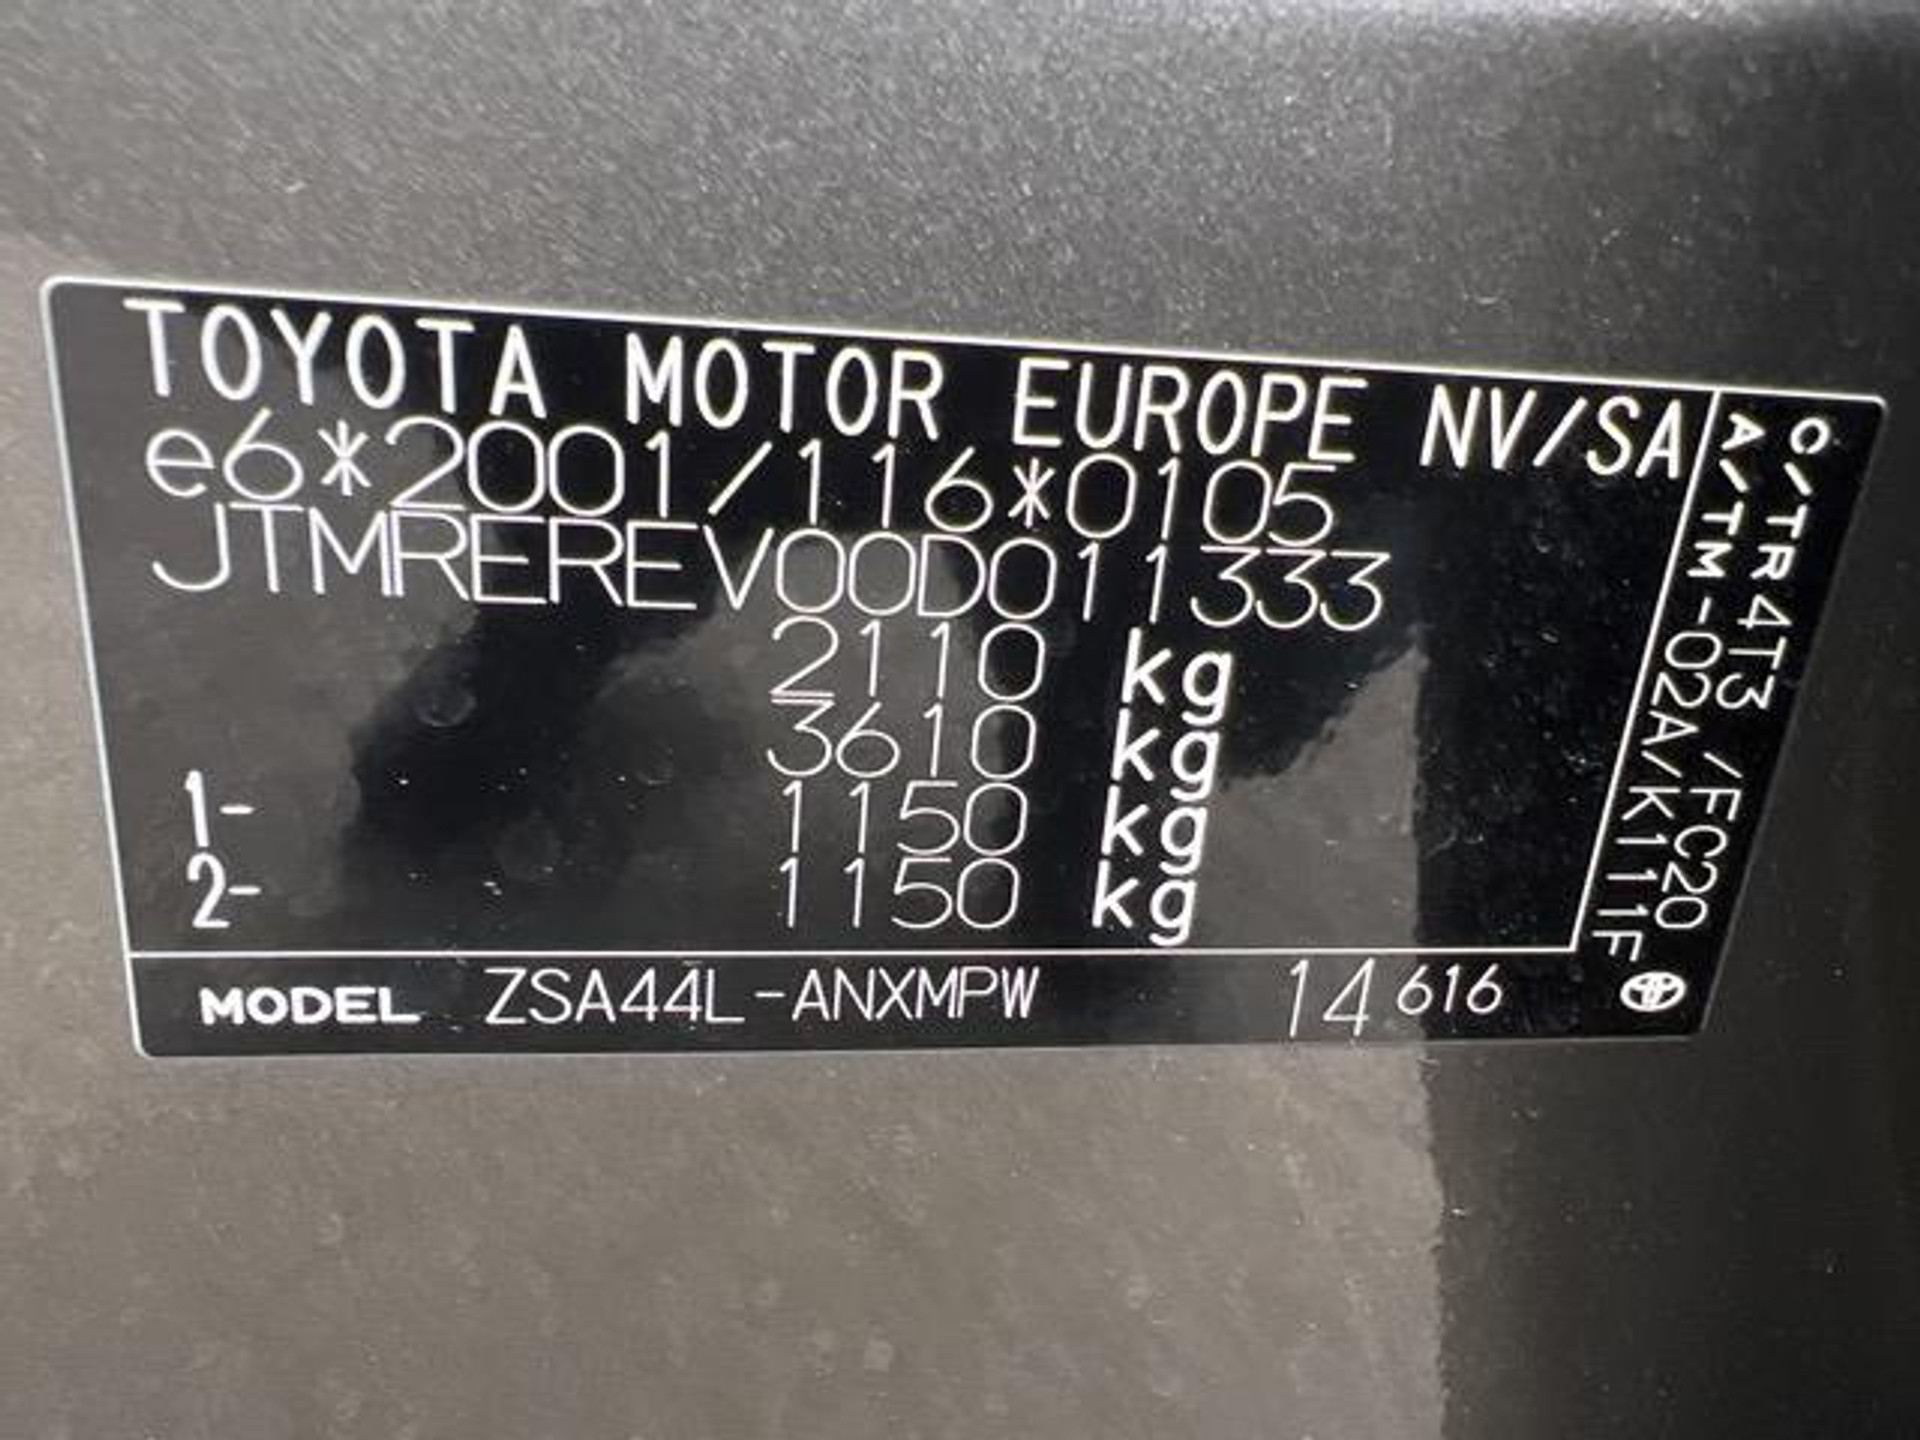 TOYOTA MOTOR EUROPE NV/SA
e6*2001/116*0105
JTMREREV00D011333
2110 kg
3610 kg
1- 1150 kg
2- 1150 kg
MODEL ZSA44L-ANXMPW 14 616
C/TR4T3 /FC20
A/TM-02A/K111F